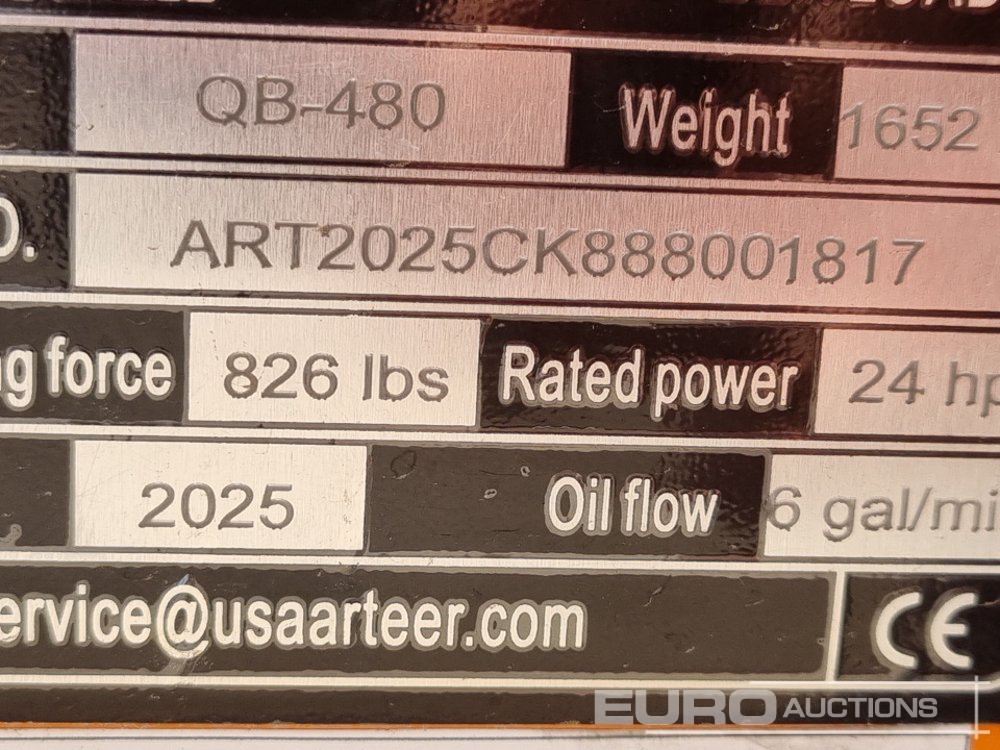 QB-480 Weight 1652
ART2025CK888001817
force 826 lbs Rated power 24 hp
2025 Oil flow 6 gal/mi
ervice@usaarteer.com CE
EURO AUCTIONS